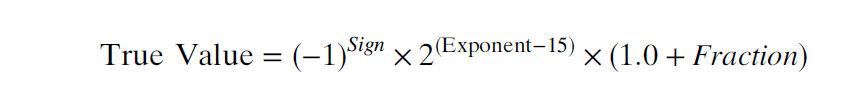 True Value = (−1)^Sign × 2^(Exponent−15) × (1.0 + Fraction)